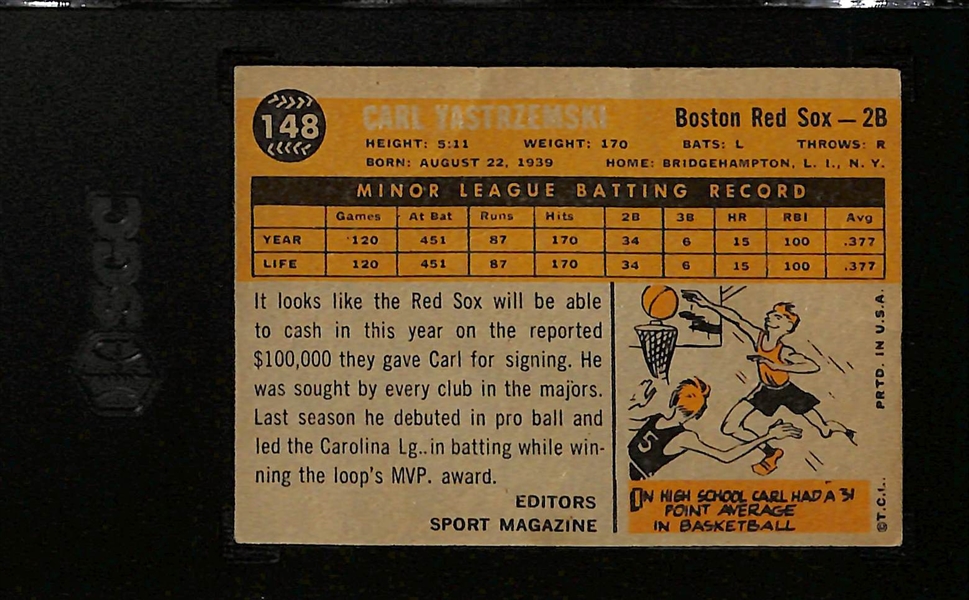 148
CARL YASTRZEMSKI
Boston Red Sox — 2B
HEIGHT: 5:11 WEIGHT: 170 BATS: L THROWS: R
BORN: AUGUST 22, 1939 HOME: BRIDGEHAMPTON, L. I., N. Y.
MINOR LEAGUE BATTING RECORD
Games At Bat Runs Hits 2B 3B HR RBI Avg
YEAR 120 451 87 170 34 6 15 100 .377
LIFE 120 451 87 170 34 6 15 100 .377
It looks like the Red Sox will be able
to cash in this year on the reported
$100,000 they gave Carl for signing. He
was sought by every club in the majors.
Last season he debuted in pro ball and
led the Carolina Lg..in batting while win-
ning the loop's MVP. award.
EDITORS
SPORT MAGAZINE
5
IN HIGH SCHOOL CARL HAD A 31
POINT AVERAGE
IN BASKETBALL
©T.C.I. PRTD. IN U.S.A.
SGC